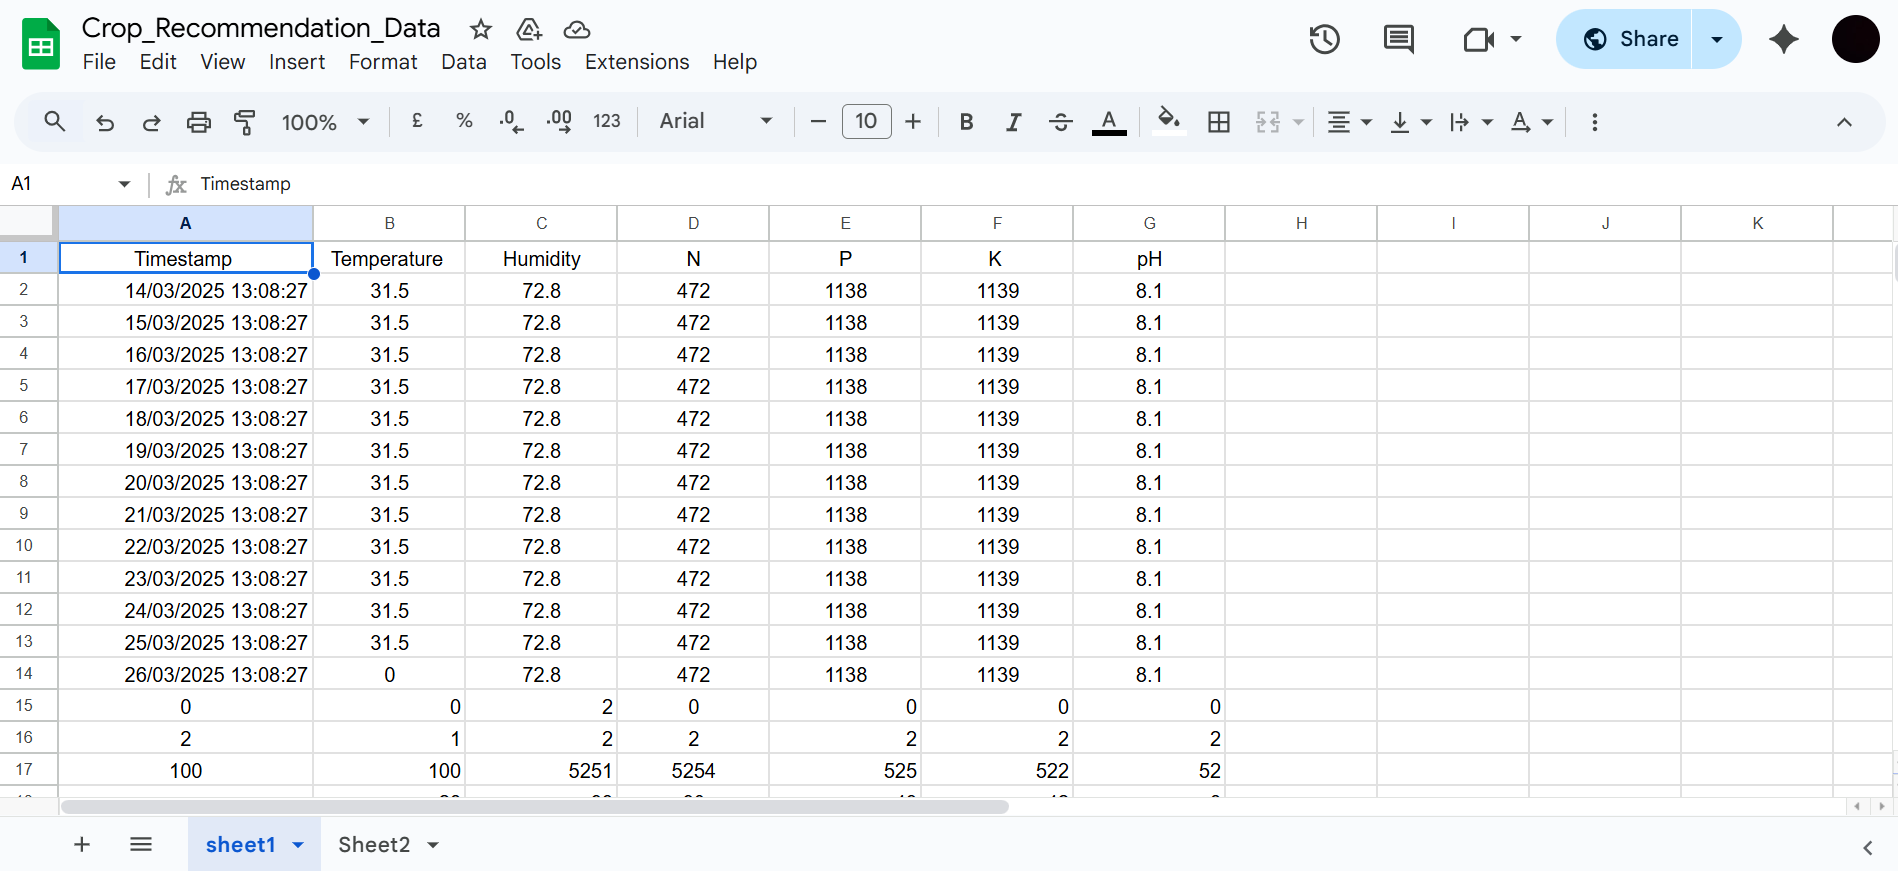 Crop_Recommendation_Data
File Edit View Insert Format Data Tools Extensions Help
Share
100% £ % .0 .00 123 Arial 10 B I S A A
A1 fx Timestamp
A B C D E F G H I J K
1 Timestamp Temperature Humidity N P K pH
2 14/03/2025 13:08:27 31.5 72.8 472 1138 1139 8.1
3 15/03/2025 13:08:27 31.5 72.8 472 1138 1139 8.1
4 16/03/2025 13:08:27 31.5 72.8 472 1138 1139 8.1
5 17/03/2025 13:08:27 31.5 72.8 472 1138 1139 8.1
6 18/03/2025 13:08:27 31.5 72.8 472 1138 1139 8.1
7 19/03/2025 13:08:27 31.5 72.8 472 1138 1139 8.1
8 20/03/2025 13:08:27 31.5 72.8 472 1138 1139 8.1
9 21/03/2025 13:08:27 31.5 72.8 472 1138 1139 8.1
10 22/03/2025 13:08:27 31.5 72.8 472 1138 1139 8.1
11 23/03/2025 13:08:27 31.5 72.8 472 1138 1139 8.1
12 24/03/2025 13:08:27 31.5 72.8 472 1138 1139 8.1
13 25/03/2025 13:08:27 31.5 72.8 472 1138 1139 8.1
14 26/03/2025 13:08:27 0 72.8 472 1138 1139 8.1
15 0 0 2 0 0 0 0
16 2 1 2 2 2 2 2
17 100 100 5251 5254 525 522 52
sheet1 Sheet2